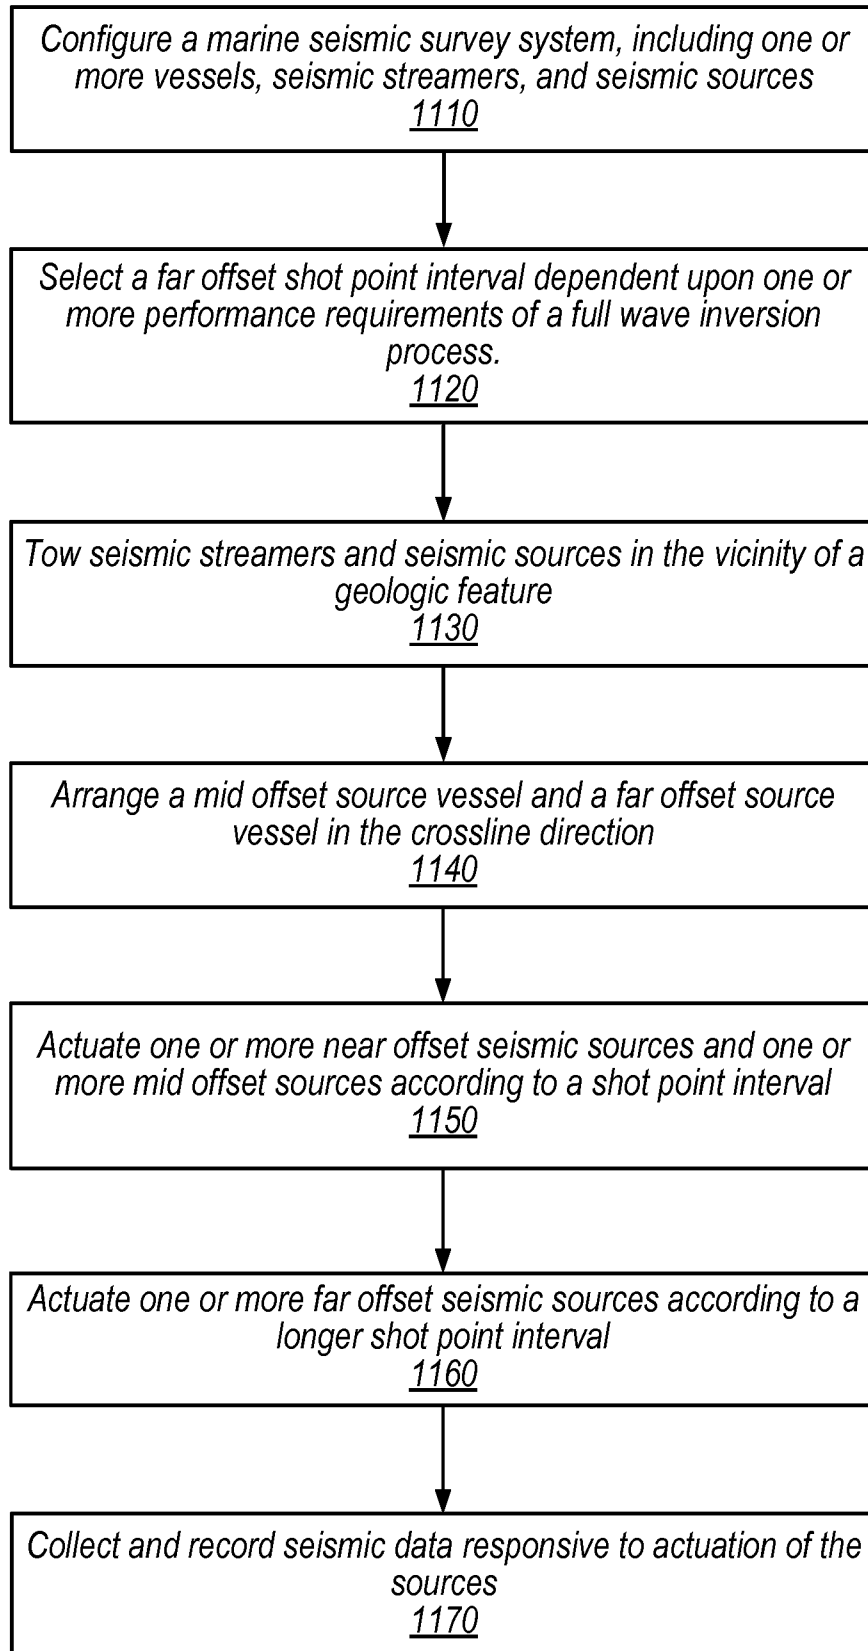 Configure a marine seismic survey system, including one or
more vessels, seismic streamers, and seismic sources
1110
Select a far offset shot point interval dependent upon one or
more performance requirements of a full wave inversion
process.
1120
Tow seismic streamers and seismic sources in the vicinity of a
geologic feature
1130
Arrange a mid offset source vessel and a far offset source
vessel in the crossline direction
1140
Actuate one or more near offset seismic sources and one or
more mid offset sources according to a shot point interval
1150
Actuate one or more far offset seismic sources according to a
longer shot point interval
1160
Collect and record seismic data responsive to actuation of the
sources
1170